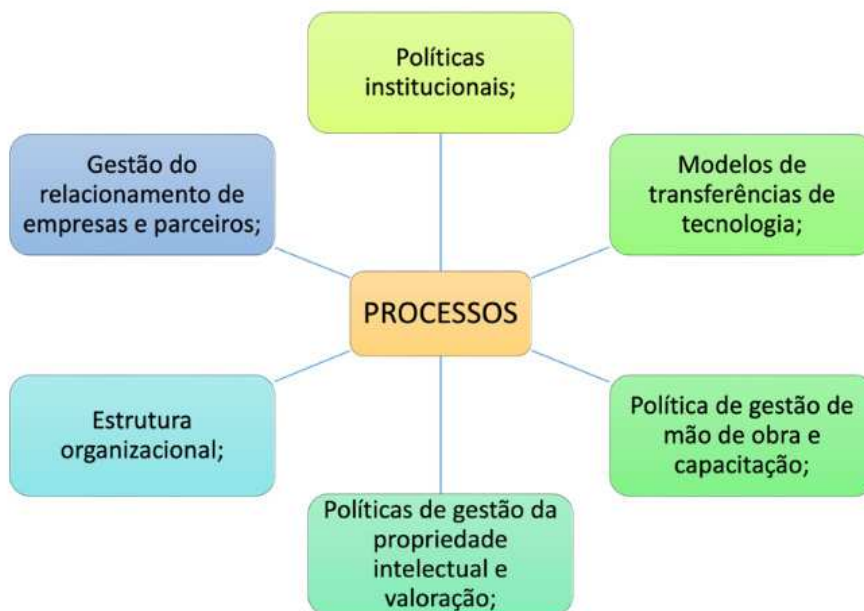 Políticas
institucionais;
Gestão do
relacionamento de
empresas e parceiros;
Modelos de
transferências de
tecnologia;
PROCESSOS
Estrutura
organizacional;
Política de gestão de
mão de obra e
capacitação;
Políticas de gestão da
propriedade
intelectual e
valoração;